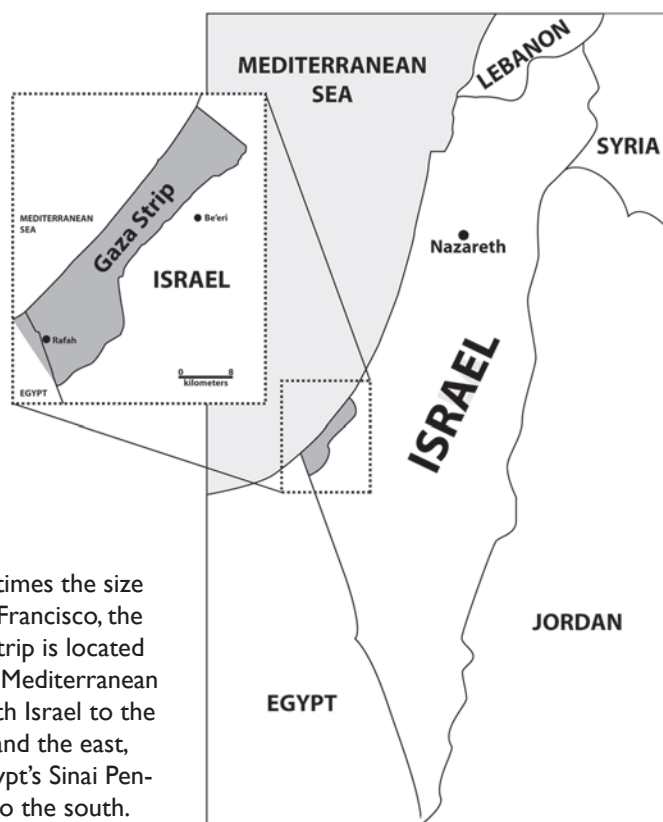 MEDITERRANEAN
SEA
LEBANON
SYRIA
MEDITERRANEAN
SEA
Gaza Strip
Be'eri
ISRAEL
Rafah
0 8
kilometers
EGYPT
Nazareth
ISRAEL
JORDAN
EGYPT
times the size
Francisco, the
trip is located
Mediterranean
th Israel to the
and the east,
ypt's Sinai Pen-
o the south.